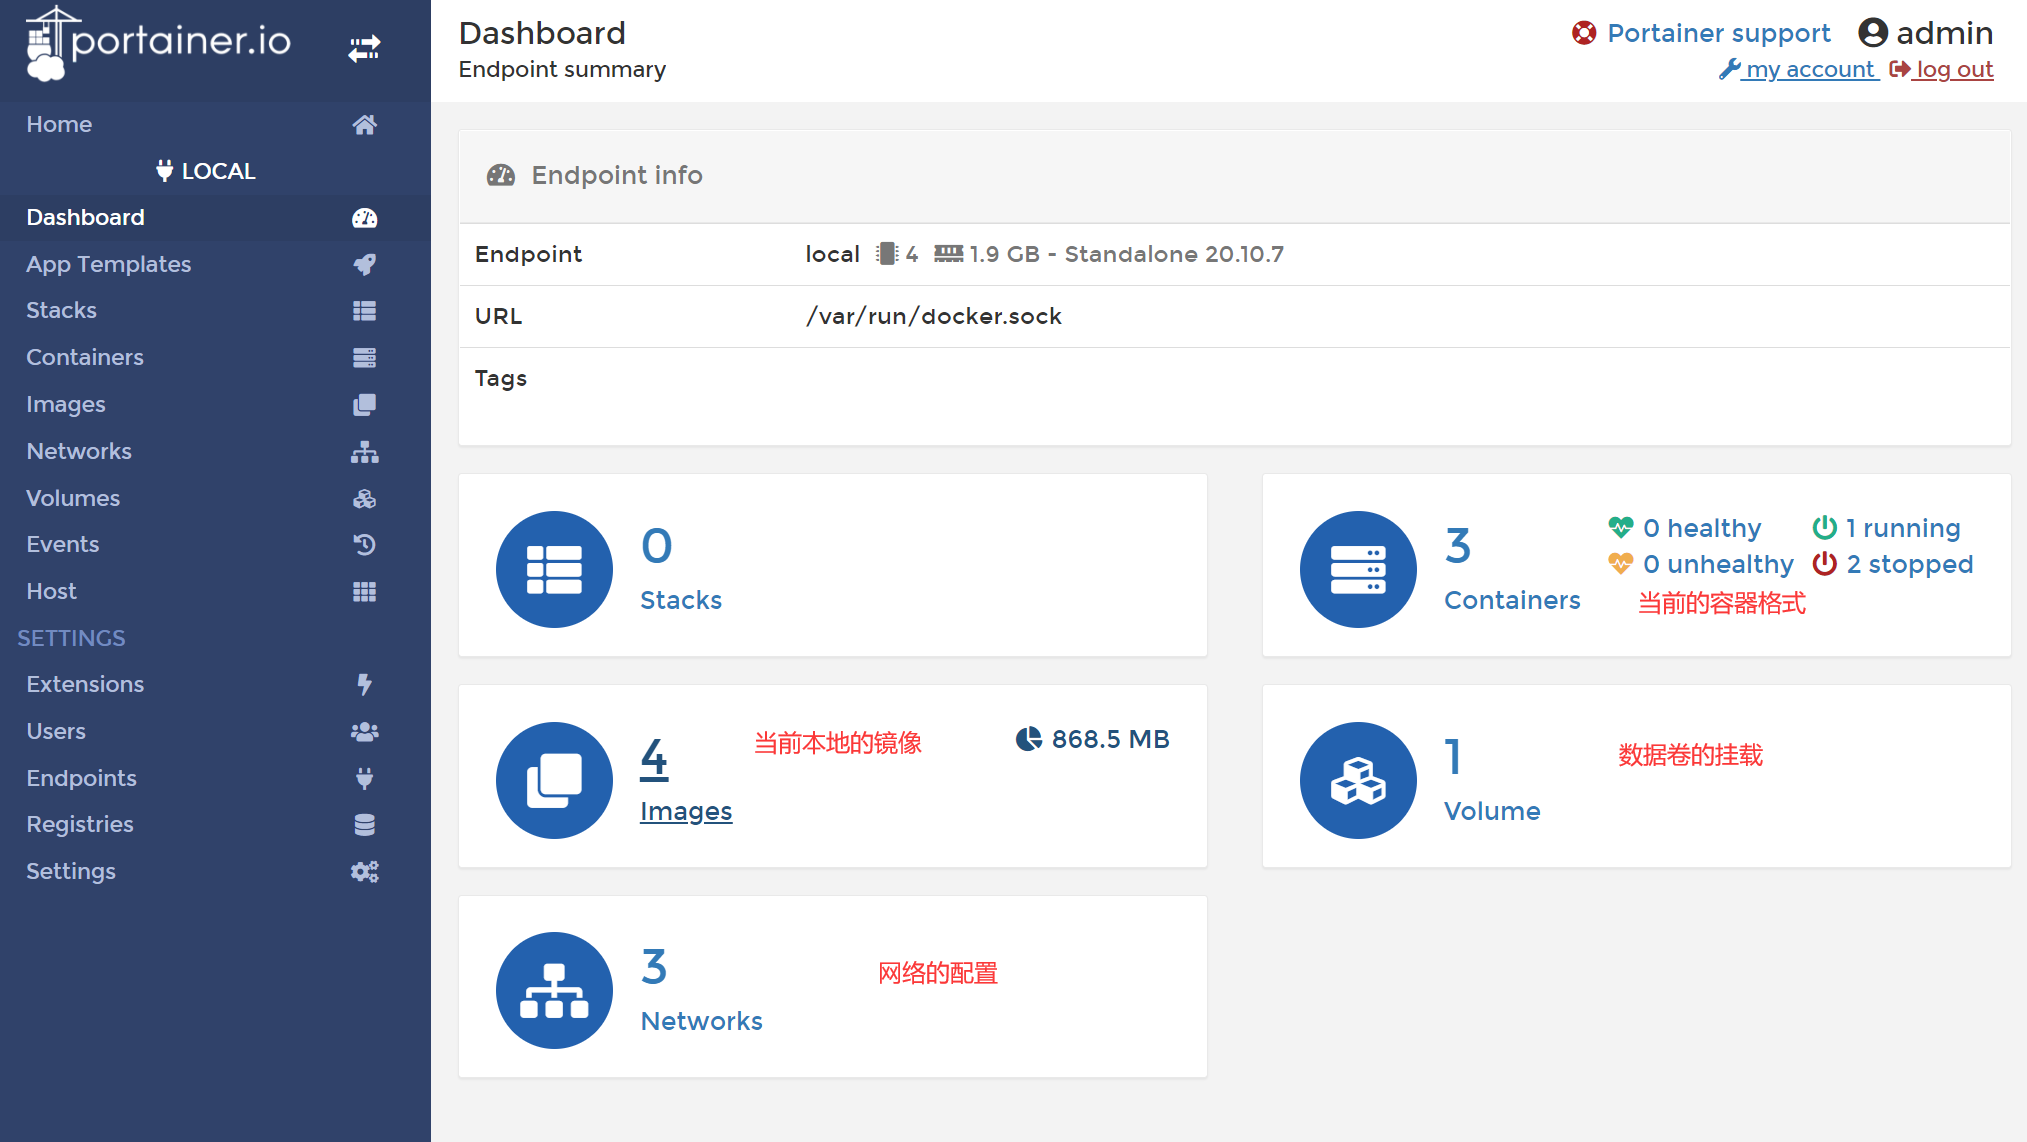 portainer.io
Home
LOCAL
Dashboard
App Templates
Stacks
Containers
Images
Networks
Volumes
Events
Host
SETTINGS
Extensions
Users
Endpoints
Registries
Settings
Dashboard
Endpoint summary
Portainer support
admin
my account
log out
Endpoint info
Endpoint local 4 1.9 GB - Standalone 20.10.7
URL /var/run/docker.sock
Tags
0
Stacks
3
Containers
0 healthy 1 running
0 unhealthy 2 stopped
当前的容器格式
4
Images
当前本地的镜像
868.5 MB
1
Volume
数据卷的挂载
3
Networks
网络的配置